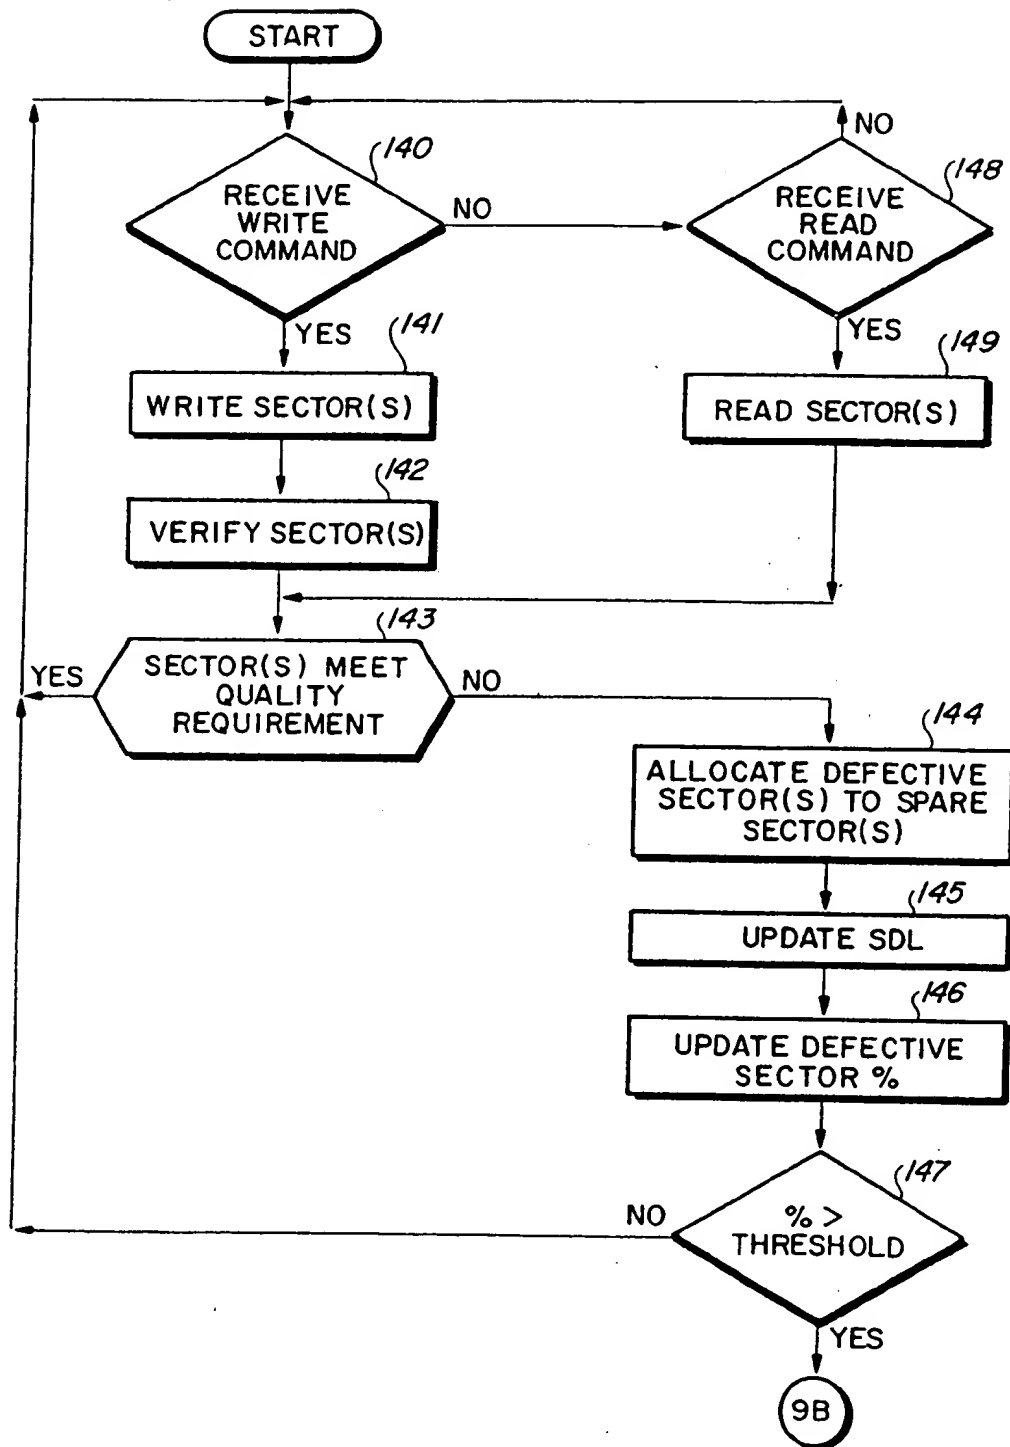 START
NO
140
148
RECEIVE
WRITE
COMMAND
NO
RECEIVE
READ
COMMAND
YES
141
YES
149
WRITE SECTOR(S)
READ SECTOR(S)
142
VERIFY SECTOR(S)
143
YES
SECTOR(S) MEET
QUALITY
REQUIREMENT
NO
144
ALLOCATE DEFECTIVE
SECTOR(S) TO SPARE
SECTOR(S)
145
UPDATE SDL
146
UPDATE DEFECTIVE
SECTOR %
147
NO
% >
THRESHOLD
YES
9B